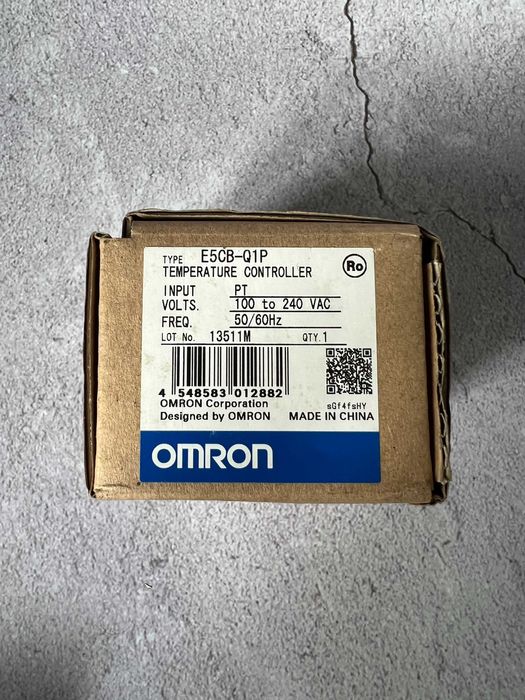 TYPE E5CB-Q1P
TEMPERATURE CONTROLLER
Ro
INPUT PT
VOLTS. 100 to 240 VAC
FREQ. 50/60Hz
LOT No. 13511M QTY.1
4 548583 012882
sGf4fsHY
OMRON Corporation
Designed by OMRON MADE IN CHINA
OMRON